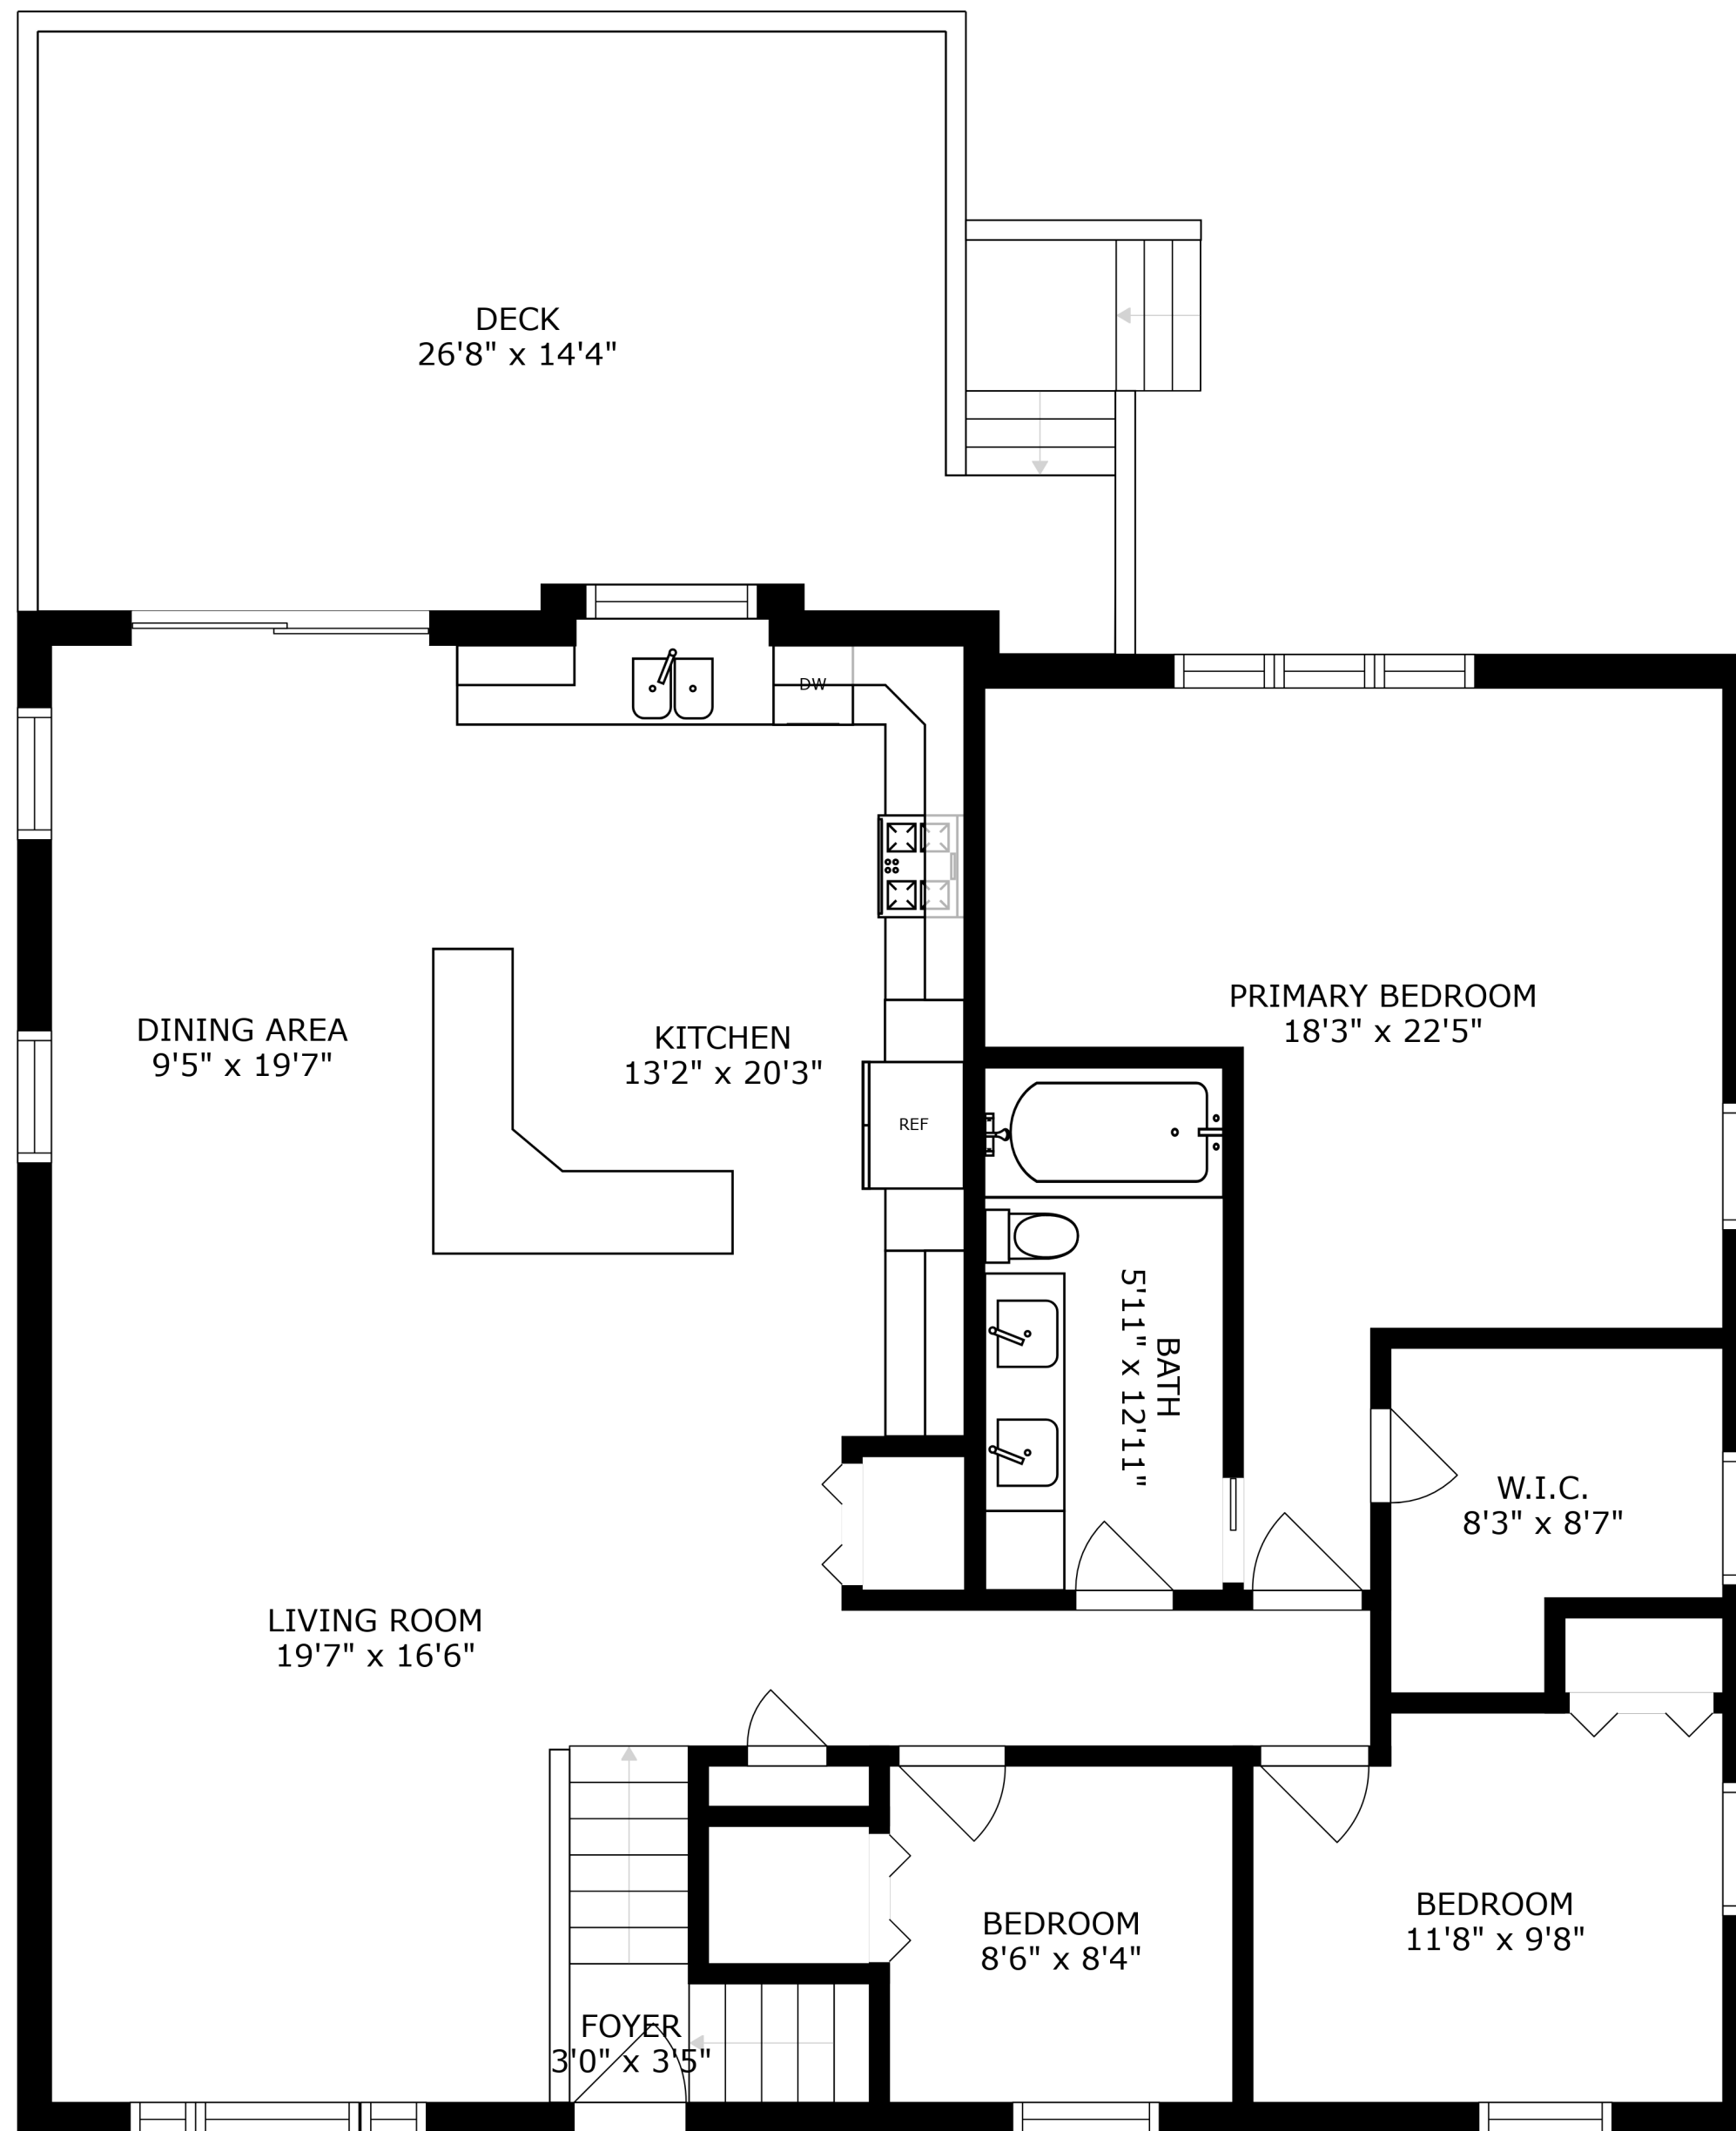 DECK
26'8" x 14'4"
DW
PRIMARY BEDROOM
18'3" x 22'5"
DINING AREA
9'5" x 19'7"
KITCHEN
13'2" x 20'3"
REF
BATH
5'11" x 12'11"
W.I.C.
8'3" x 8'7"
LIVING ROOM
19'7" x 16'6"
BEDROOM
11'8" x 9'8"
BEDROOM
8'6" x 8'4"
FOYER
3'0" x 3'5"